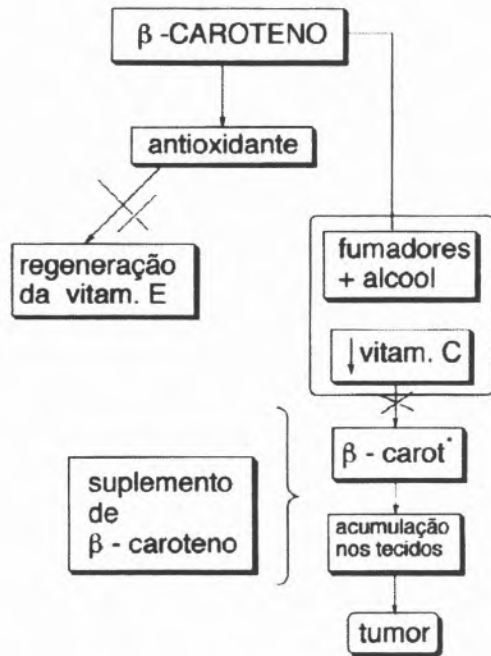 β -CAROTENO
antioxidante
regeneração
da vitam. E
fumadores
+ alcool
↓ vitam. C
β - carot•
suplemento
de
β - caroteno
acumulação
nos tecidos
tumor